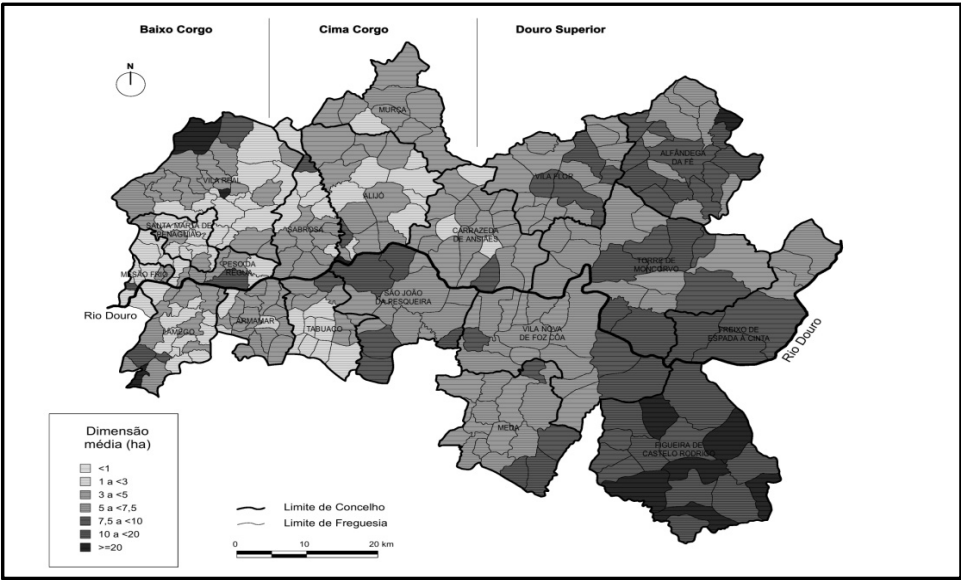 Baixo Corgo
Cima Corgo
Douro Superior
N
MURÇA
ALFÂNDEGA
DA FÉ
VILA REAL
VILA FLOR
ALIJÓ
SANTA MARTA DE
PENAGUIÃO
SABROSA
CARRAZEDA
DE ANSIÃES
TORRE DE
MONCORVO
MESÃO FRIO
PESO DA
RÉGUA
SÃO JOÃO
DA PESQUEIRA
Rio Douro
LAMEGO
ARMAMAR
TABUAÇO
VILA NOVA
DE FOZ CÔA
FREIXO DE
ESPADA À CINTA
Rio Douro
MEDA
FIGUEIRA DE
CASTELO RODRIGO
Dimensão
média (ha)
<1
1 a <3
3 a <5
5 a <7,5
7,5 a <10
10 a <20
>=20
Limite de Concelho
Limite de Freguesia
0 10 20 km